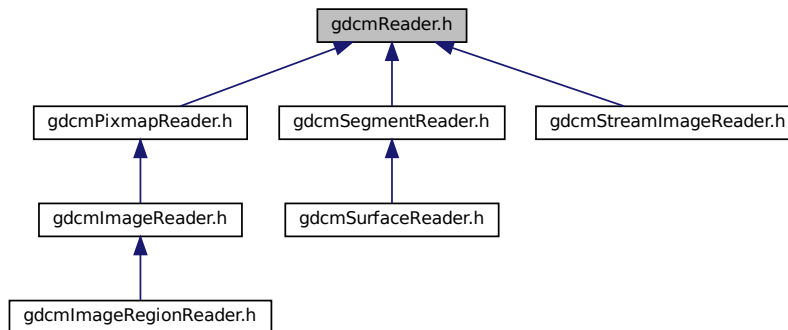 gdcmReader.h
gdcmPixmapReader.h
gdcmSegmentReader.h
gdcmStreamImageReader.h
gdcmImageReader.h
gdcmSurfaceReader.h
gdcmImageRegionReader.h